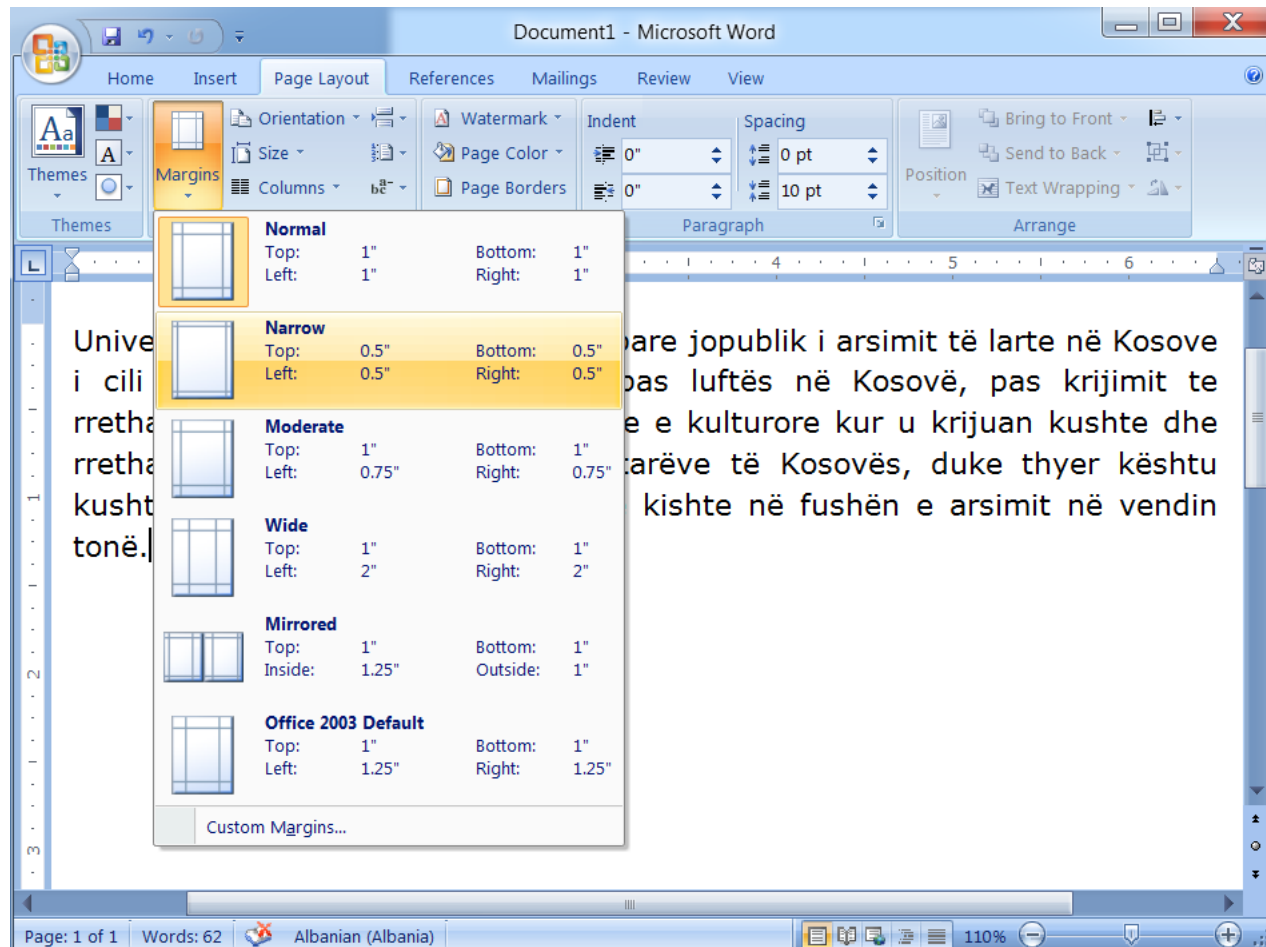 Document1 - Microsoft Word
Home Insert Page Layout References Mailings Review View
Aa Themes A Margins Orientation Size Columns Watermark Page Color Page Borders
Indent 0" 0"
Spacing 0 pt 10 pt
Position Bring to Front Send to Back Text Wrapping
Themes Paragraph Arrange
4 5 6
Normal
Top: 1" Bottom: 1"
Left: 1" Right: 1"
Narrow
Top: 0.5" Bottom: 0.5"
Left: 0.5" Right: 0.5"
Moderate
Top: 1" Bottom: 1"
Left: 0.75" Right: 0.75"
Wide
Top: 1" Bottom: 1"
Left: 2" Right: 2"
Mirrored
Top: 1" Bottom: 1"
Inside: 1.25" Outside: 1"
Office 2003 Default
Top: 1" Bottom: 1"
Left: 1.25" Right: 1.25"
Custom Margins...
Unive are jopublik i arsimit të larte në Kosove
i cili pas luftës në Kosovë, pas krijimit te
rretha e e kulturore kur u krijuan kushte dhe
rretha tarëve të Kosovës, duke thyer kështu
kusht kishte në fushën e arsimit në vendin
tonë.
1
2
3
Page: 1 of 1 Words: 62 Albanian (Albania) 110%